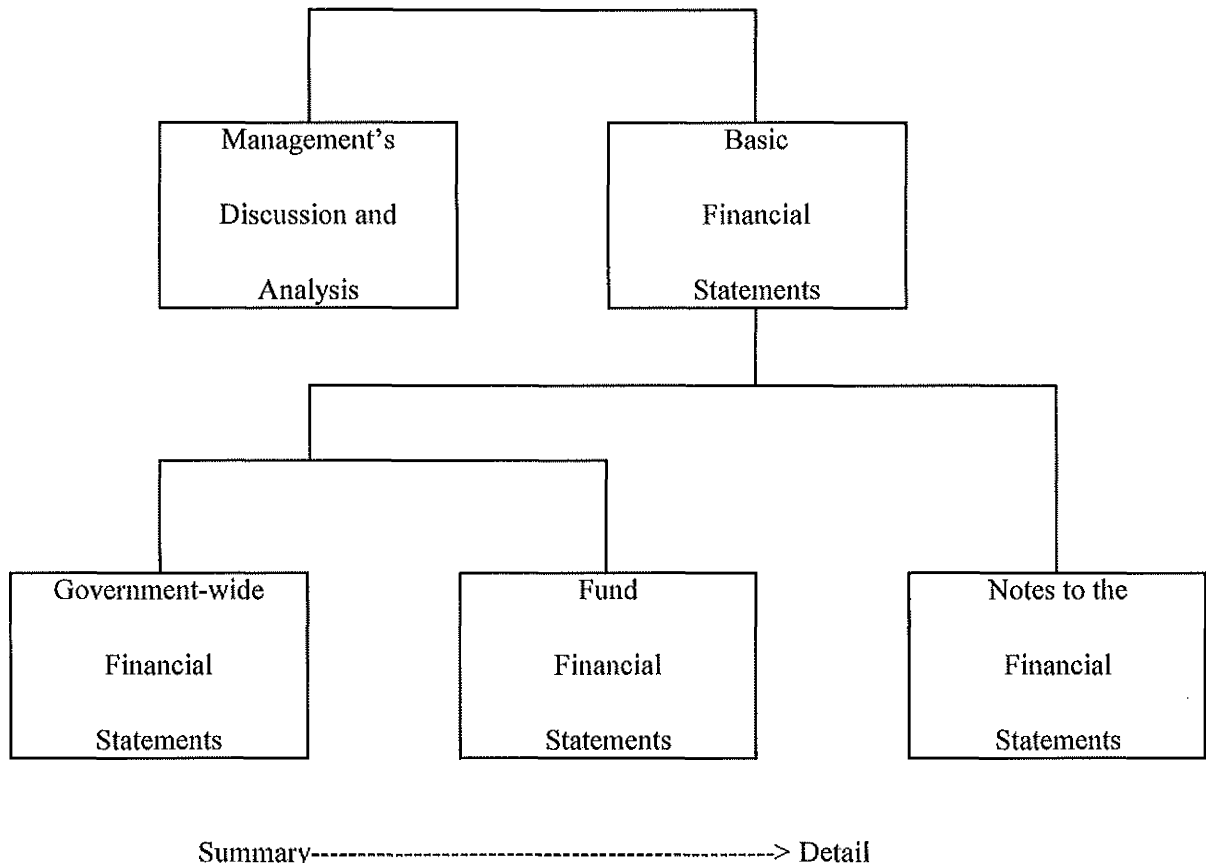 Management's
Discussion and
Analysis
Basic
Financial
Statements
Government-wide
Financial
Statements
Fund
Financial
Statements
Notes to the
Financial
Statements
Summary------------------------------------------> Detail